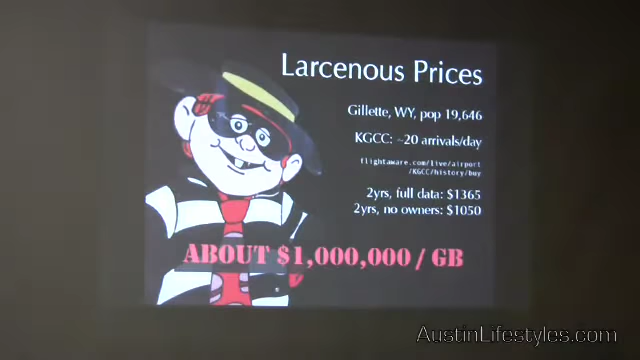 Larcenous Prices
Gillette, WY, pop 19,646
KGCC: ~20 arrivals/day
flightaware.com/live/airport
/KGCC/history/buy
2yrs, full data: $1365
2yrs, no owners: $1050
ABOUT $1,000,000 / GB
AustinLifestyles.com